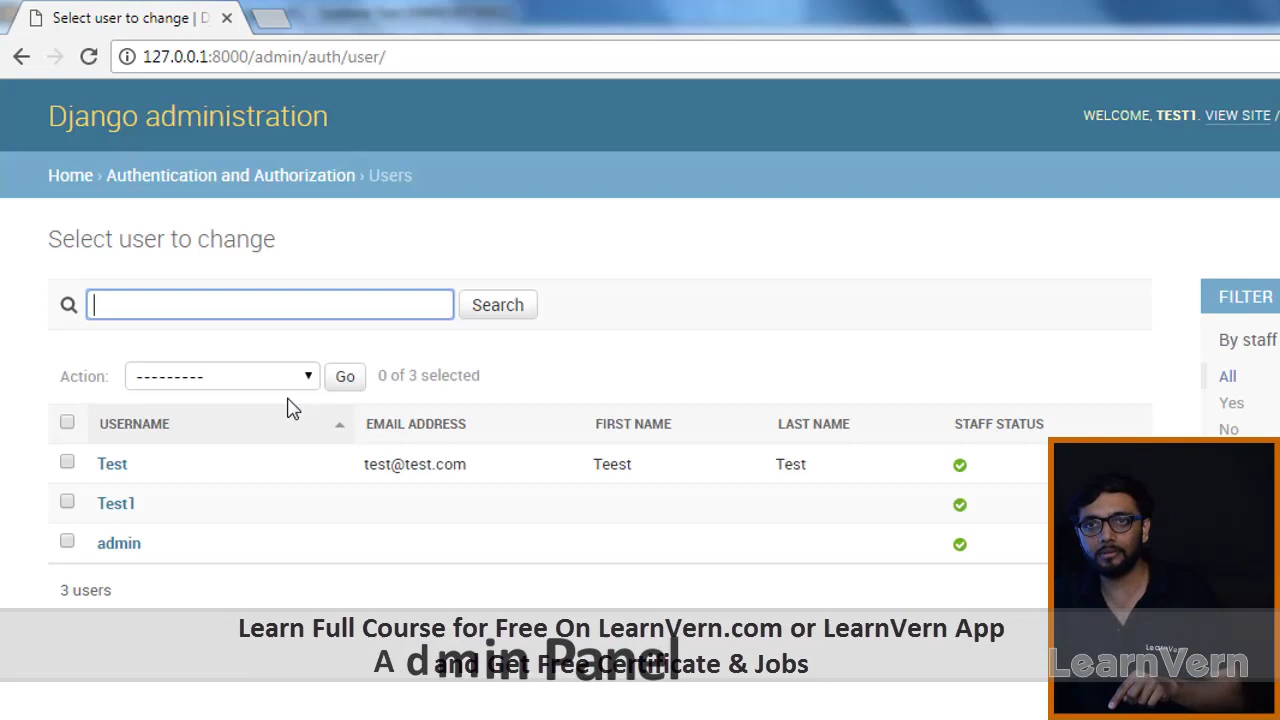 Select user to change | D
127.0.0.1:8000/admin/auth/user/
Django administration
WELCOME, TEST1. VIEW SITE /
Home › Authentication and Authorization › Users
Select user to change
Search
FILTER
By staff
All
Yes
No
Action: --------- Go 0 of 3 selected
USERNAME EMAIL ADDRESS FIRST NAME LAST NAME STAFF STATUS
Test test@test.com Teest Test
Test1
admin
3 users
Learn Full Course for Free On LearnVern.com or LearnVern App
and Get Free Certificate & Jobs
Admin Panel
LearnVern
LearnVern